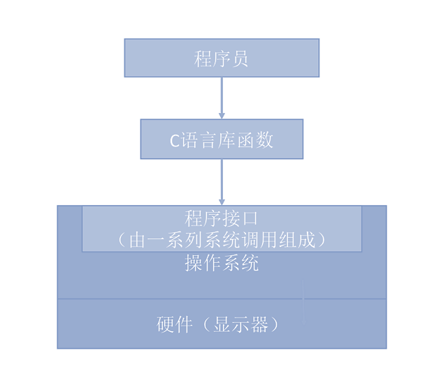 程序员
C语言库函数
程序接口
（由一系列系统调用组成）
操作系统
硬件（显示器）